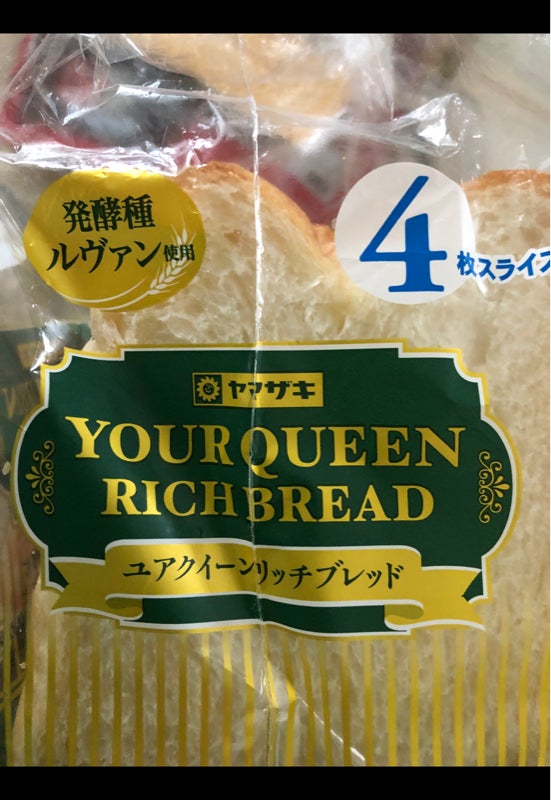 発酵種
ルヴァン使用
4
枚スライス
ヤマザキ
YOUR QUEEN
RICH BREAD
ユアクイーンリッチブレッド